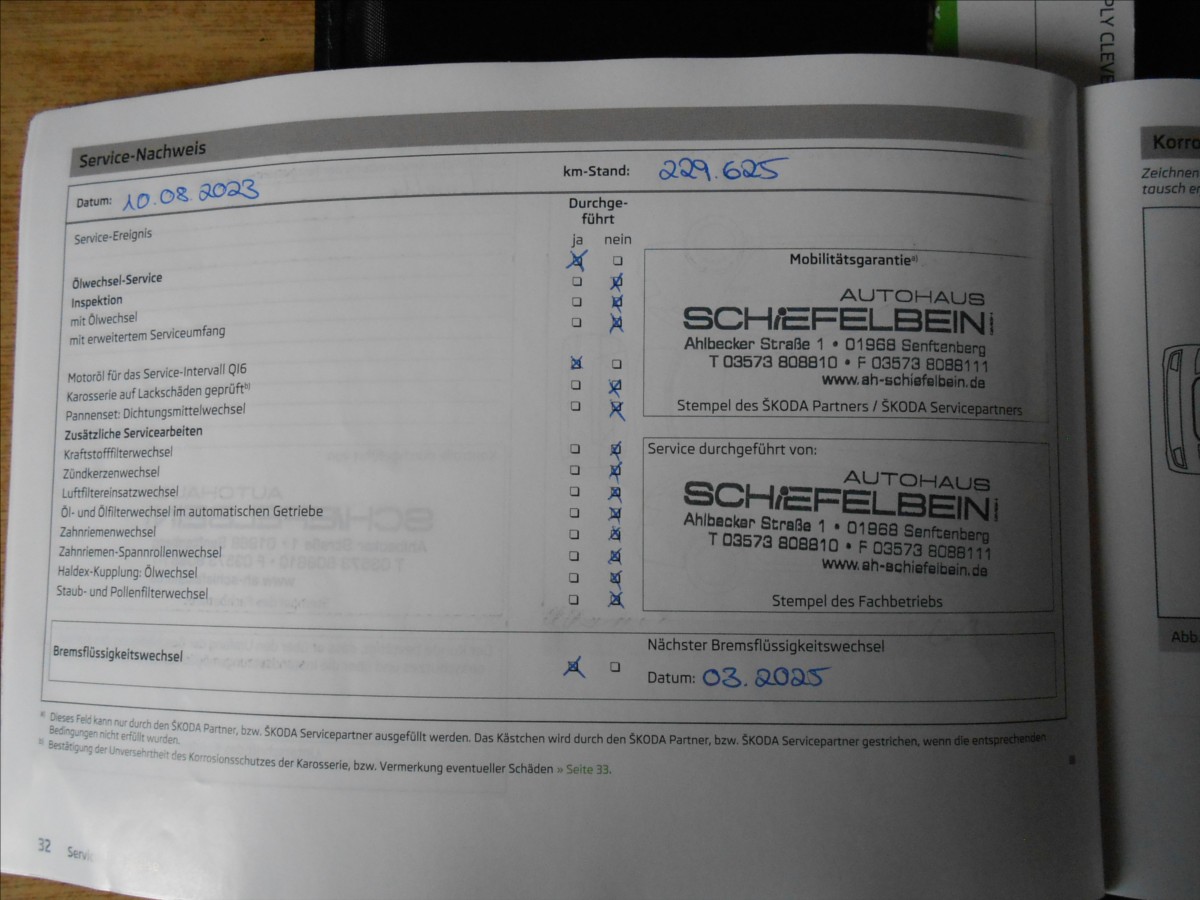 PLY CLEVE
Service-Nachweis
Datum: 10.08.2023
km-Stand: 229.625
Service-Ereignis
Durchge-
führt
ja nein
Ölwechsel-Service
Inspektion
mit Ölwechsel
mit erweitertem Serviceumfang
Motoröl für das Service-Intervall QI6
Karosserie auf Lackschäden geprüftᵇ⁾
Pannenset: Dichtungsmittelwechsel
Zusätzliche Servicearbeiten
Kraftstofffilterwechsel
Zündkerzenwechsel
Luftfiltereinsatzwechsel
Öl- und Ölfilterwechsel im automatischen Getriebe
Zahnriemenwechsel
Zahnriemen-Spannrollenwechsel
Haldex-Kupplung: Ölwechsel
Staub- und Pollenfilterwechsel
Mobilitätsgarantieᵃ⁾
AUTOHAUS
SCHiEFELBEIN
Ahlbecker Straße 1 • 01968 Senftenberg
T 03573 808810 • F 03573 8088111
www.ah-schiefelbein.de
Stempel des ŠKODA Partners / ŠKODA Servicepartners
Service durchgeführt von:
AUTOHAUS
SCHiEFELBEIN
Ahlbecker Straße 1 • 01968 Senftenberg
T 03573 808810 • F 03573 8088111
www.ah-schiefelbein.de
Stempel des Fachbetriebs
Bremsflüssigkeitswechsel
Nächster Bremsflüssigkeitswechsel
Datum: 03.2025
ᵃ⁾ Dieses Feld kann nur durch den ŠKODA Partner, bzw. ŠKODA Servicepartner ausgefüllt werden. Das Kästchen wird durch den ŠKODA Partner, bzw. ŠKODA Servicepartner gestrichen, wenn die entsprechenden
Bedingungen nicht erfüllt wurden.
ᵇ⁾ Bestätigung der Unversehrtheit des Korrosionsschutzes der Karosserie, bzw. Vermerkung eventueller Schäden » Seite 33.
32 Servic
Korro
Zeichnen
tausch er
Abb.